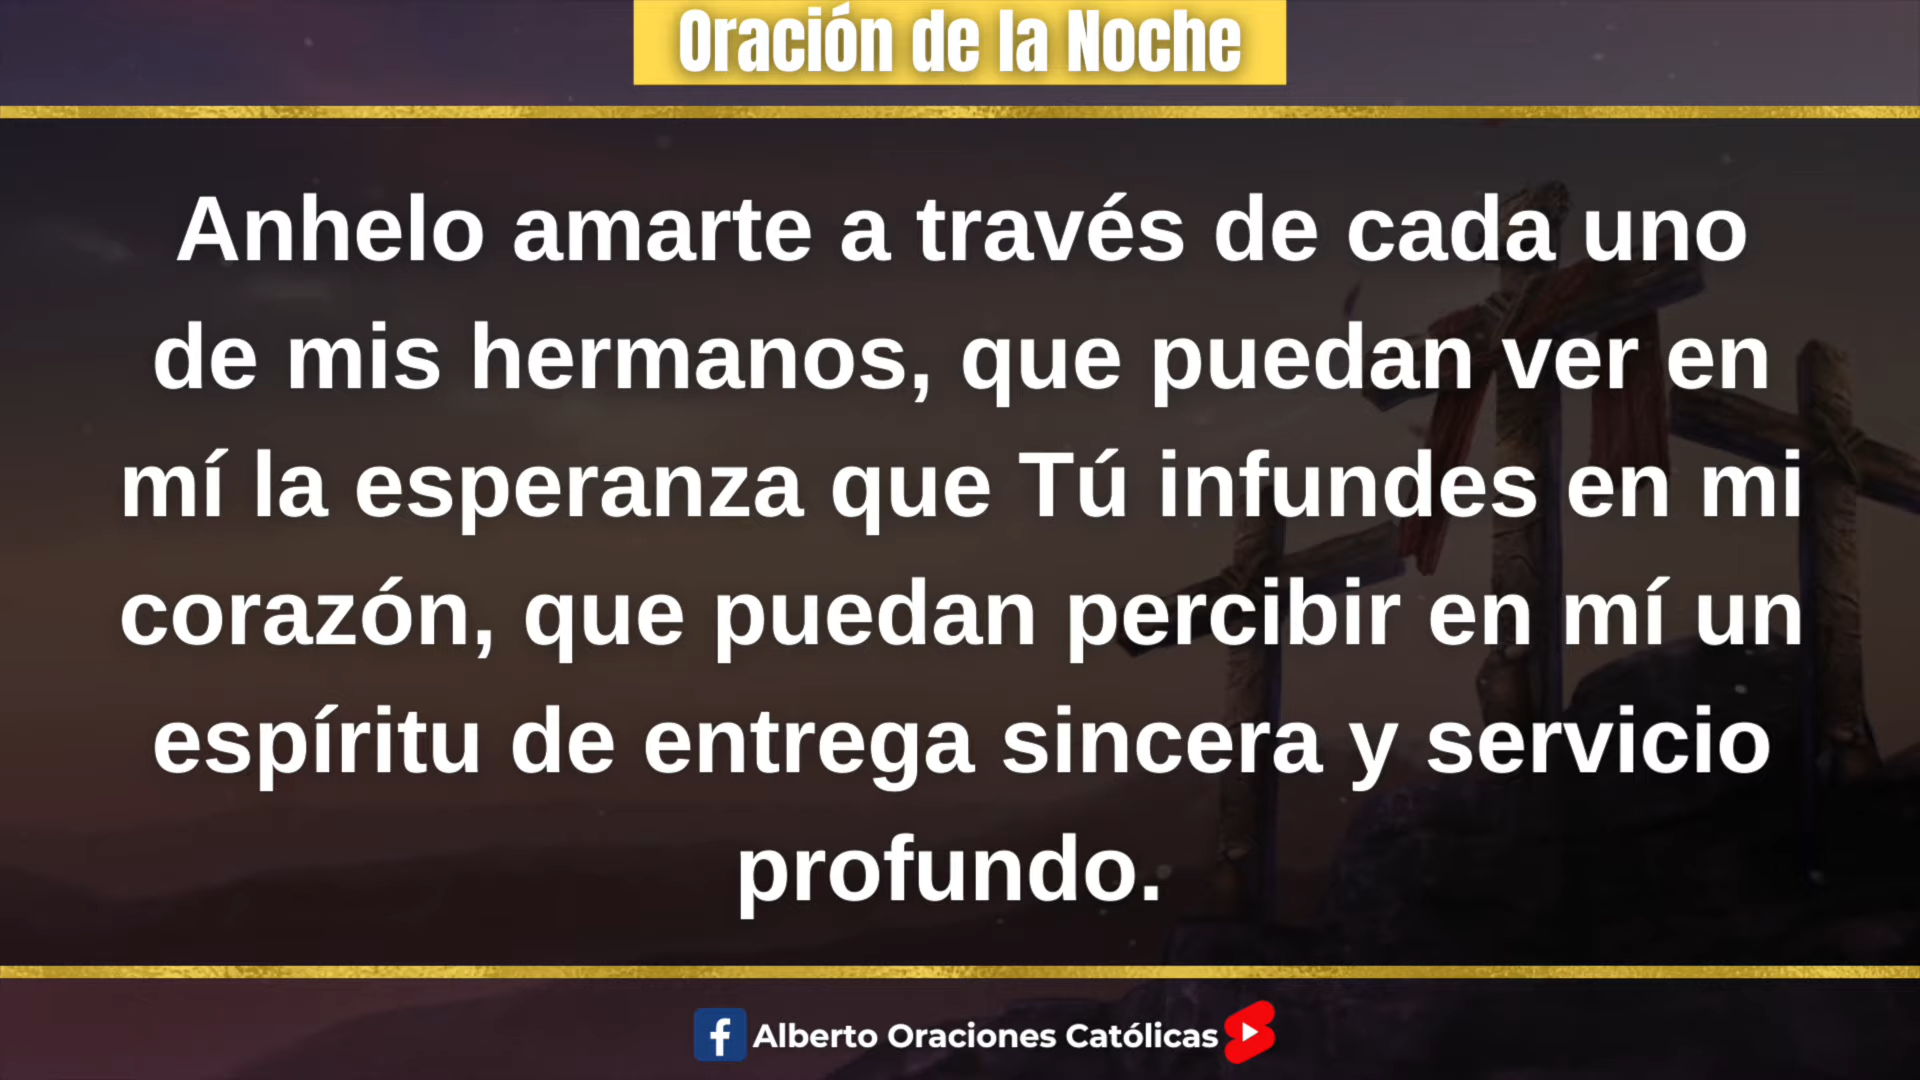 Oración de la Noche
Anhelo amarte a través de cada uno
de mis hermanos, que puedan ver en
mí la esperanza que Tú infundes en mi
corazón, que puedan percibir en mí un
espíritu de entrega sincera y servicio
profundo.
Alberto Oraciones Católicas